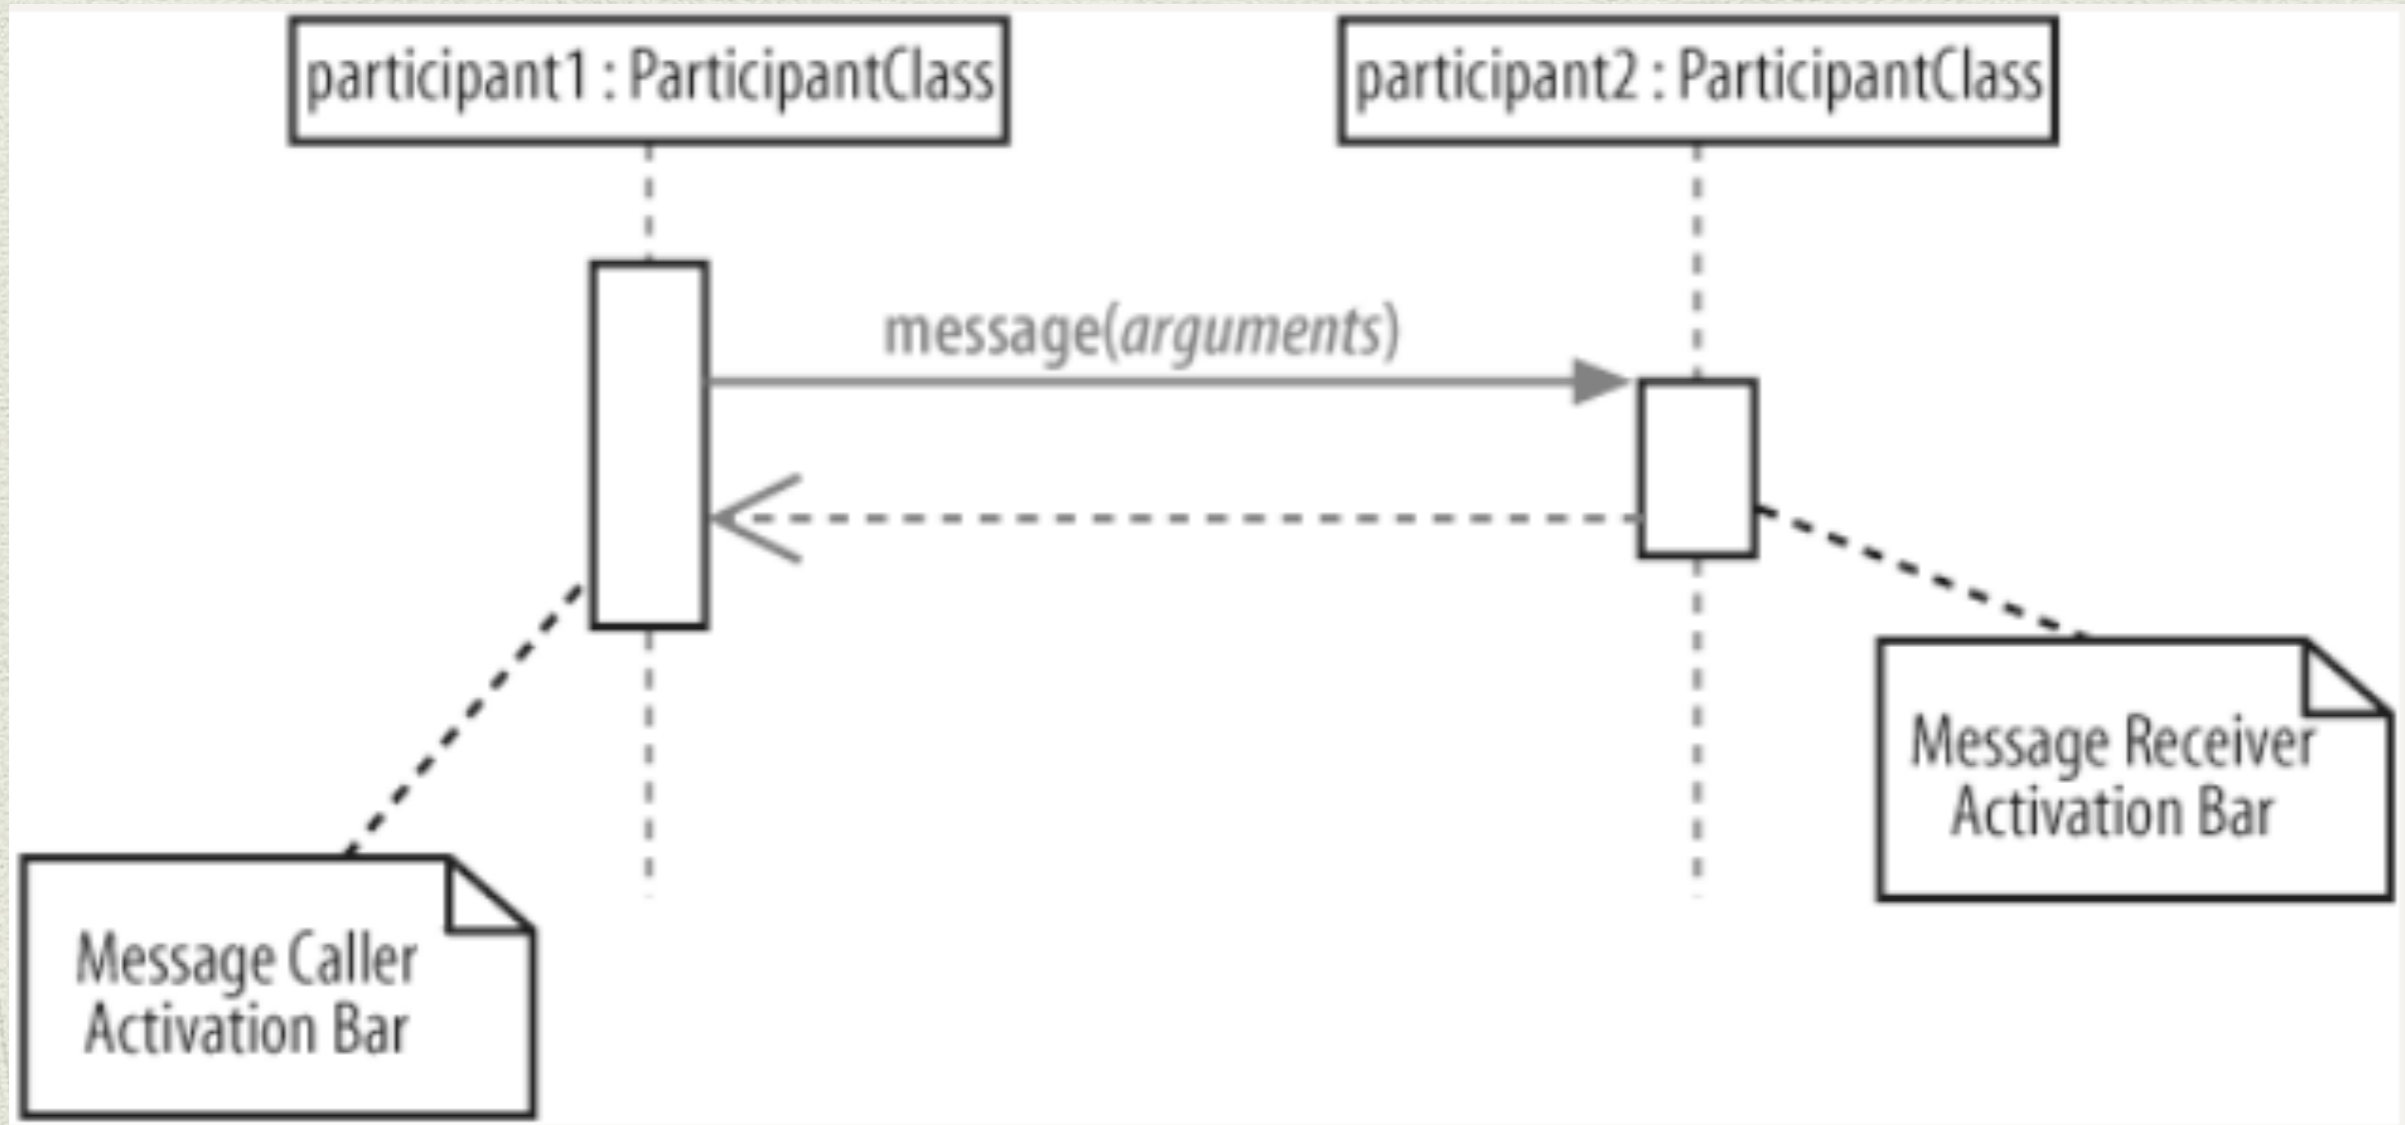 participant1 : ParticipantClass
participant2 : ParticipantClass
message(arguments)
Message Receiver
Activation Bar
Message Caller
Activation Bar